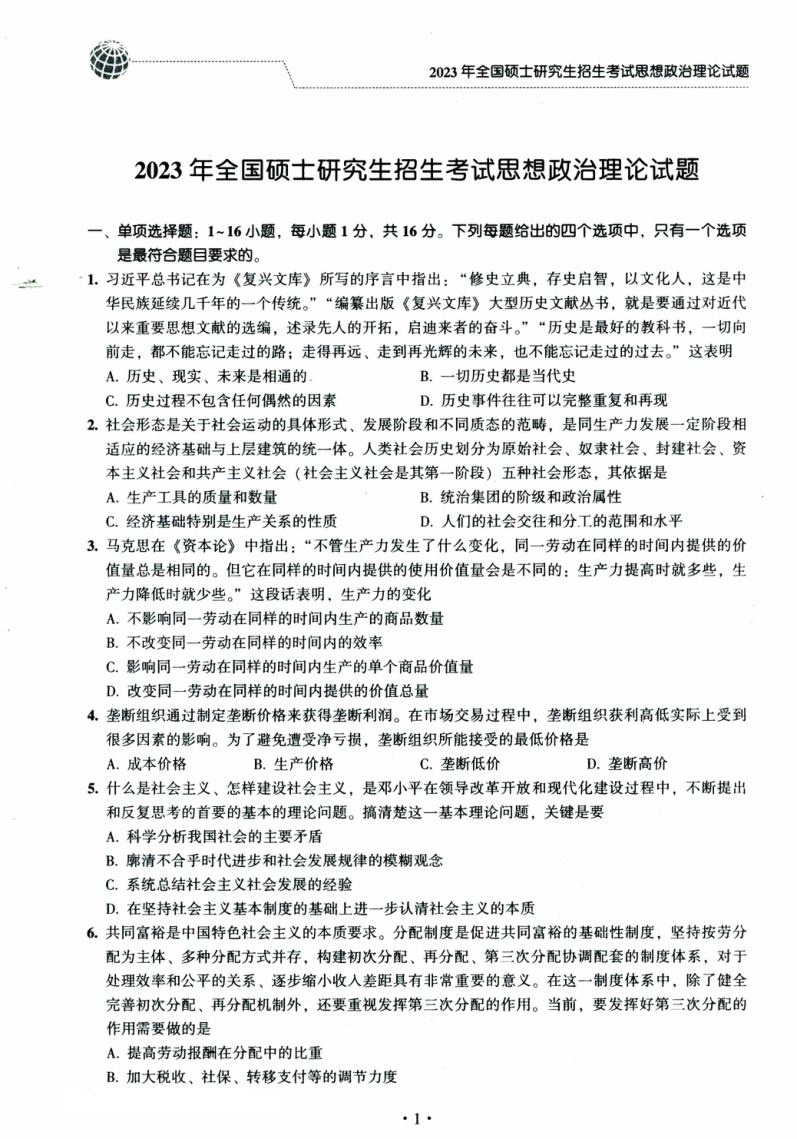 2023 年全国硕士研究生招生考试思想政治理论试题
2023 年全国硕士研究生招生考试思想政治理论试题
一、单项选择题：1~16 小题，每小题 1 分，共 16 分。下列每题给出的四个选项中，只有一个选项
是最符合题目要求的。
1. 习近平总书记在为《复兴文库》所写的序言中指出：“修史立典，存史启智，以文化人，这是中
华民族延续几千年的一个传统。”“编纂出版《复兴文库》大型历史文献丛书，就是要通过对近代
以来重要思想文献的选编，述录先人的开拓，启迪来者的奋斗。”“历史是最好的教科书，一切向
前走，都不能忘记走过的路；走得再远、走到再光辉的未来，也不能忘记走过的过去。”这表明
A. 历史、现实、未来是相通的 B. 一切历史都是当代史
C. 历史过程不包含任何偶然的因素 D. 历史事件往往可以完整重复和再现
2. 社会形态是关于社会运动的具体形式、发展阶段和不同质态的范畴，是同生产力发展一定阶段相
适应的经济基础与上层建筑的统一体。人类社会历史划分为原始社会、奴隶社会、封建社会、资
本主义社会和共产主义社会（社会主义社会是其第一阶段）五种社会形态，其依据是
A. 生产工具的质量和数量 B. 统治集团的阶级和政治属性
C. 经济基础特别是生产关系的性质 D. 人们的社会交往和分工的范围和水平
3. 马克思在《资本论》中指出：“不管生产力发生了什么变化，同一劳动在同样的时间内提供的价
值量总是相同的。但它在同样的时间内提供的使用价值量会是不同的：生产力提高时就多些，生
产力降低时就少些。”这段话表明，生产力的变化
A. 不影响同一劳动在同样的时间内生产的商品数量
B. 不改变同一劳动在同样的时间内的效率
C. 影响同一劳动在同样的时间内生产的单个商品价值量
D. 改变同一劳动在同样的时间内提供的价值总量
4. 垄断组织通过制定垄断价格来获得垄断利润。在市场交易过程中，垄断组织获利高低实际上受到
很多因素的影响。为了避免遭受净亏损，垄断组织所能接受的最低价格是
A. 成本价格 B. 生产价格 C. 垄断低价 D. 垄断高价
5. 什么是社会主义、怎样建设社会主义，是邓小平在领导改革开放和现代化建设过程中，不断提出
和反复思考的首要的基本的理论问题。搞清楚这一基本理论问题，关键是要
A. 科学分析我国社会的主要矛盾
B. 廓清不合乎时代进步和社会发展规律的模糊观念
C. 系统总结社会主义社会发展的经验
D. 在坚持社会主义基本制度的基础上进一步认清社会主义的本质
6. 共同富裕是中国特色社会主义的本质要求。分配制度是促进共同富裕的基础性制度，坚持按劳分
配为主体、多种分配方式并存，构建初次分配、再分配、第三次分配协调配套的制度体系，对于
处理效率和公平的关系、逐步缩小收入差距具有非常重要的意义。在这一制度体系中，除了健全
完善初次分配、再分配机制外，还要重视发挥第三次分配的作用。当前，要发挥好第三次分配的
作用需要做的是
A. 提高劳动报酬在分配中的比重
B. 加大税收、社保、转移支付等的调节力度
· 1 ·